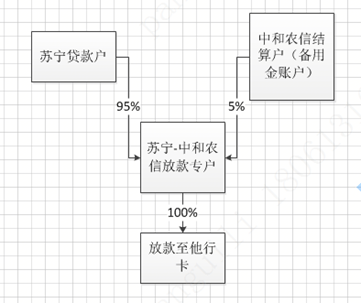 苏宁贷款户
中和农信结
算户（备用
金账户）
95%
5%
苏宁-中和农
信放款专户
100%
放款至他行
卡